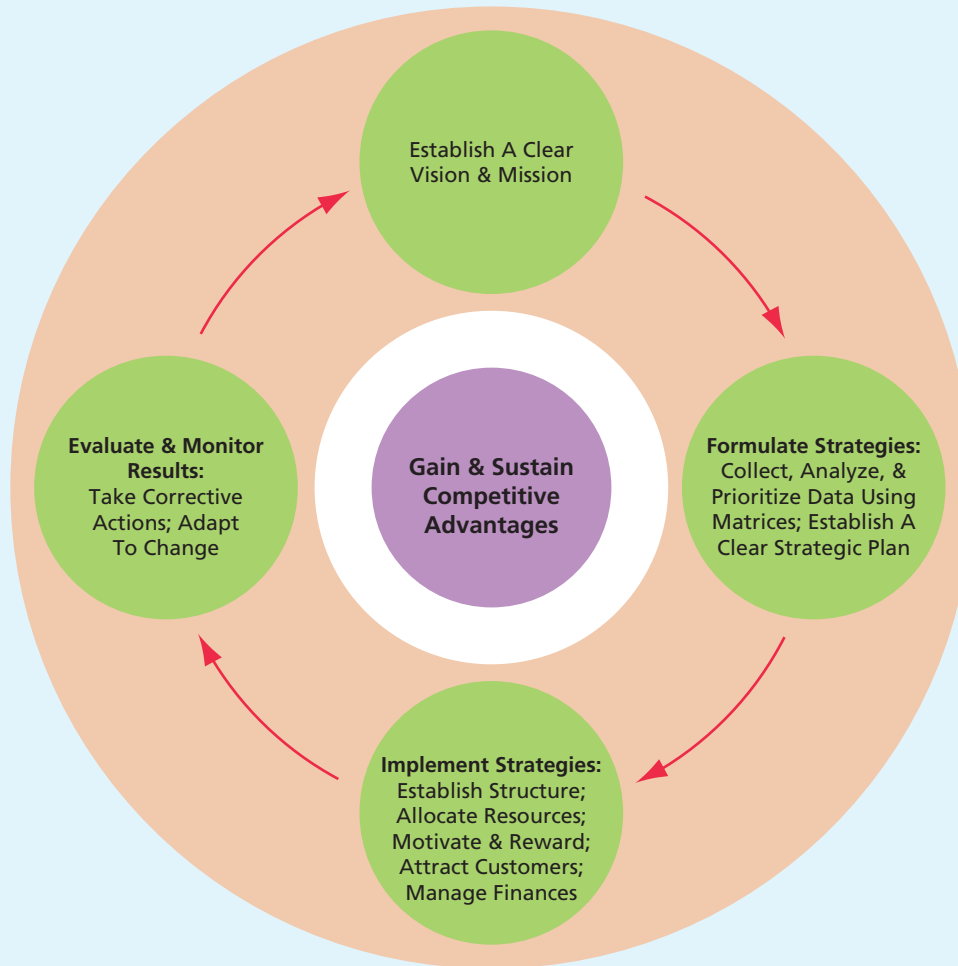 Establish A Clear
Vision & Mission
Formulate Strategies:
Collect, Analyze, &
Prioritize Data Using
Matrices; Establish A
Clear Strategic Plan
Implement Strategies:
Establish Structure;
Allocate Resources;
Motivate & Reward;
Attract Customers;
Manage Finances
Evaluate & Monitor
Results:
Take Corrective
Actions; Adapt
To Change
Gain & Sustain
Competitive
Advantages